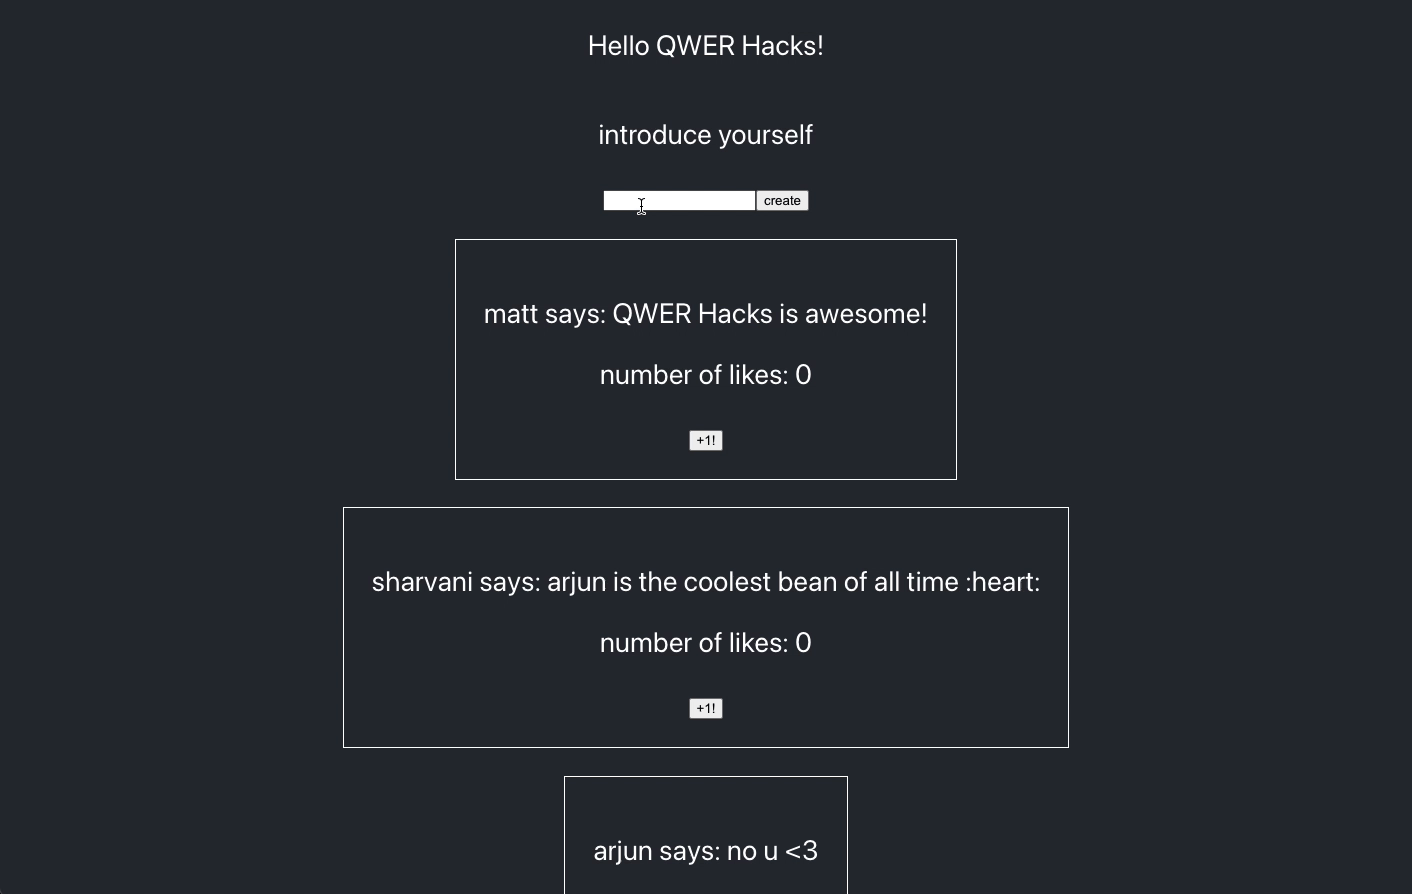 Hello QWER Hacks!
introduce yourself
create
matt says: QWER Hacks is awesome!
number of likes: 0
+1!
sharvani says: arjun is the coolest bean of all time :heart:
number of likes: 0
+1!
arjun says: no u <3